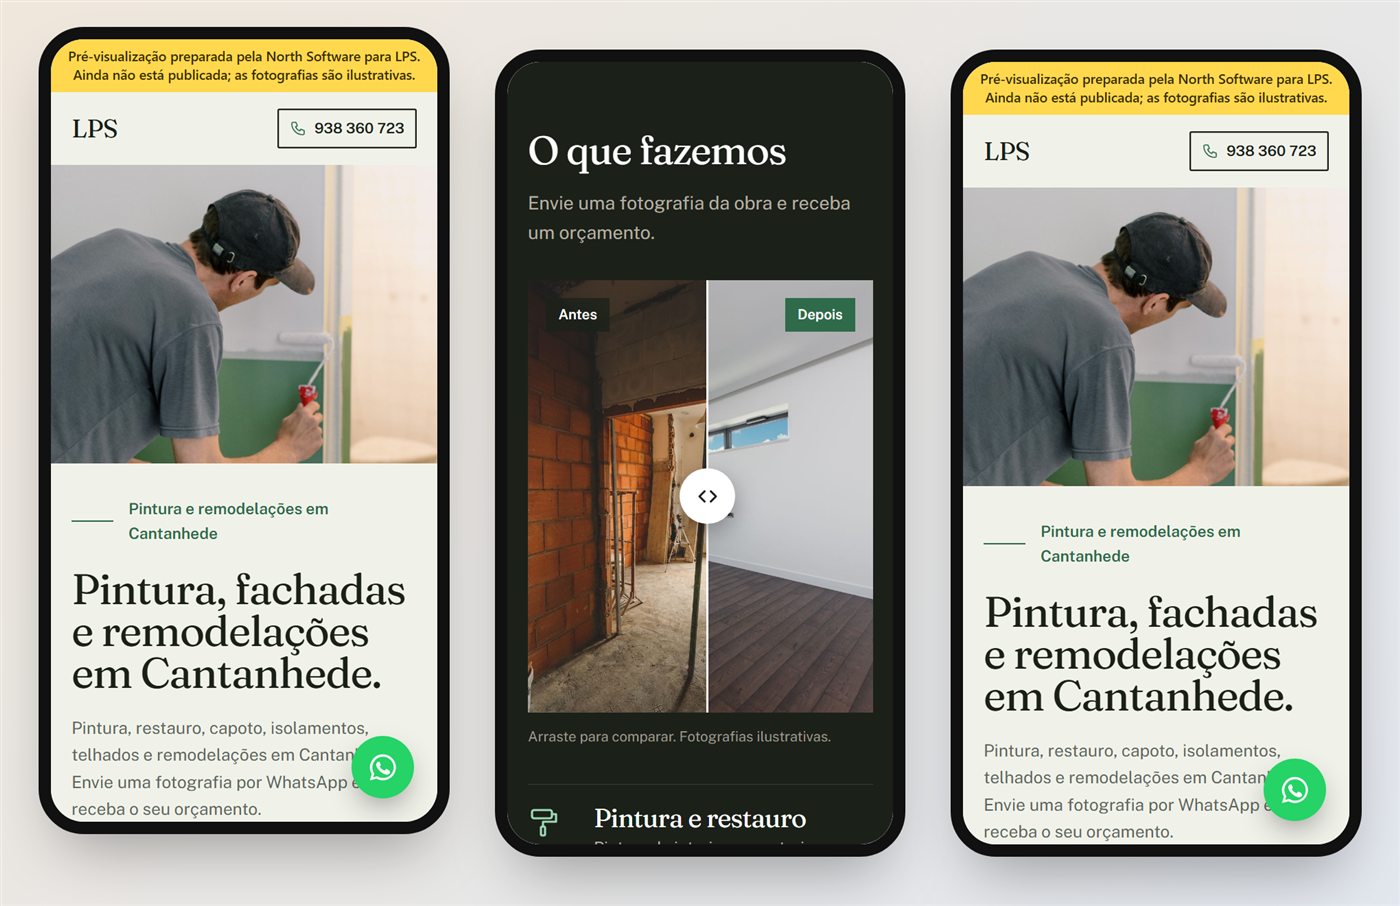 Pré-visualização preparada pela North Software para LPS.
Ainda não está publicada; as fotografias são ilustrativas.
LPS
938 360 723
Pintura e remodelações em
Cantanhede
Pintura, fachadas
e remodelações
em Cantanhede.
Pintura, restauro, capoto, isolamentos,
telhados e remodelações em
Envie uma fotografia por WhatsApp
receba o seu orçamento.
O que fazemos
Envie uma fotografia da obra e receba
um orçamento.
Antes
Depois
Arraste para comparar. Fotografias ilustrativas.
Pintura e restauro
Pré-visualização preparada pela North Software para LPS.
Ainda não está publicada; as fotografias são ilustrativas.
LPS
938 360 723
Pintura e remodelações em
Cantanhede
Pintura, fachadas
e remodelações
em Cantanhede.
Pintura, restauro, capoto, isolamentos,
telhados e remodelações em
Envie uma fotografia por WhatsApp
receba o seu orçamento.